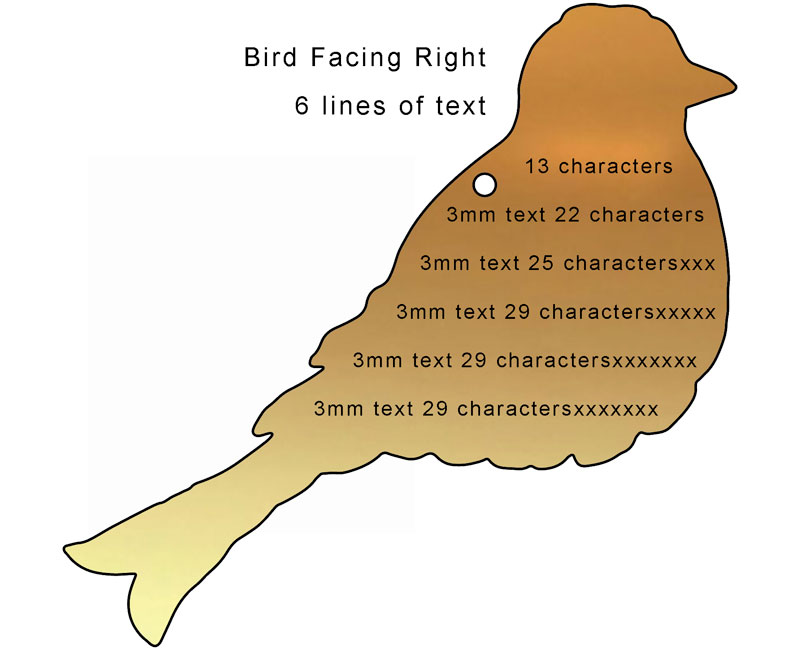 Bird Facing Right
6 lines of text
13 characters
3mm text 22 characters
3mm text 25 charactersxxx
3mm text 29 charactersxxxxx
3mm text 29 charactersxxxxxxx
3mm text 29 charactersxxxxxxx